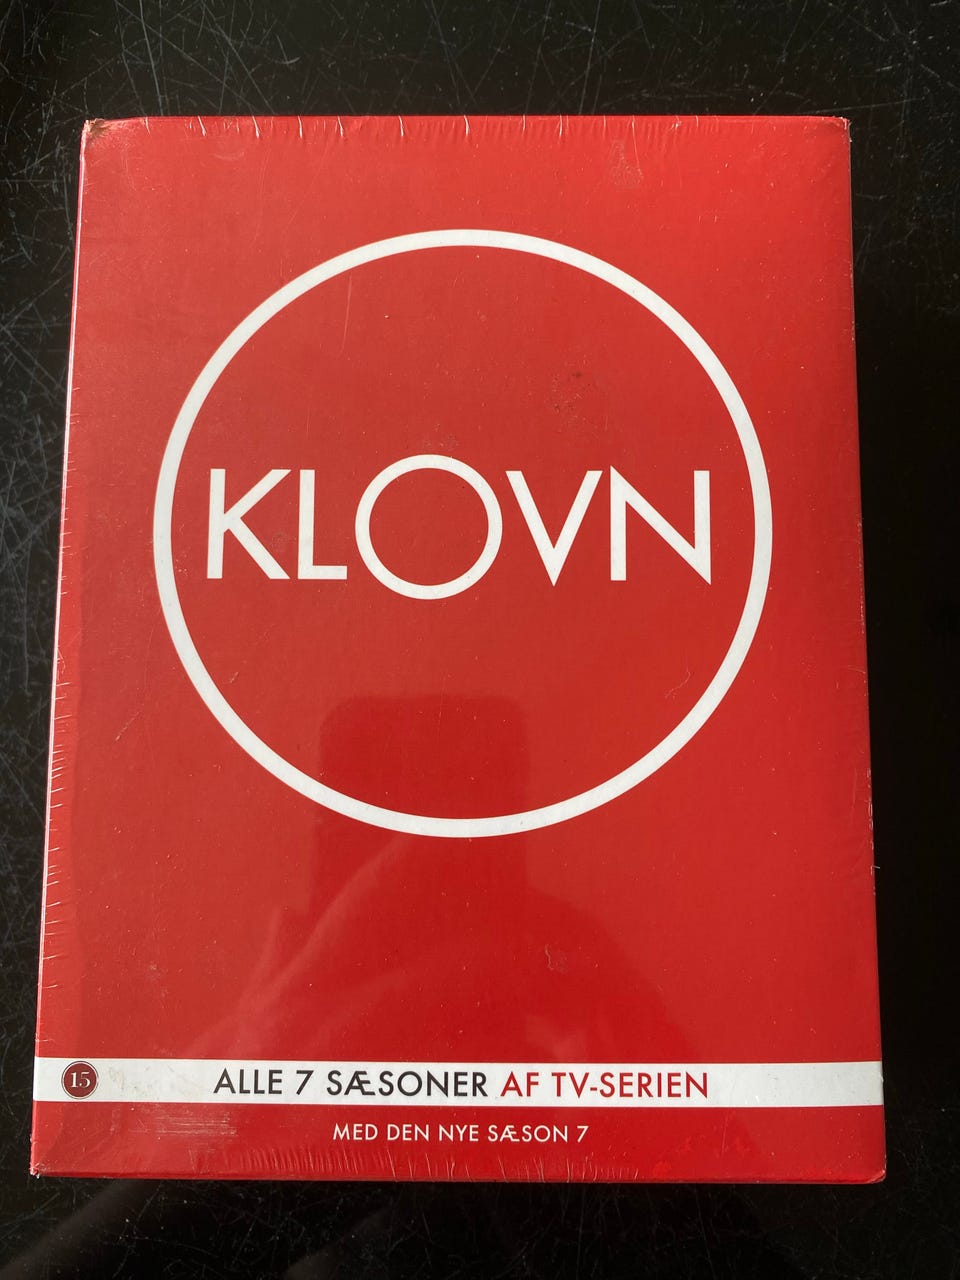 KLOVN
15 ALLE 7 SÆSONER AF TV-SERIEN
MED DEN NYE SÆSON 7